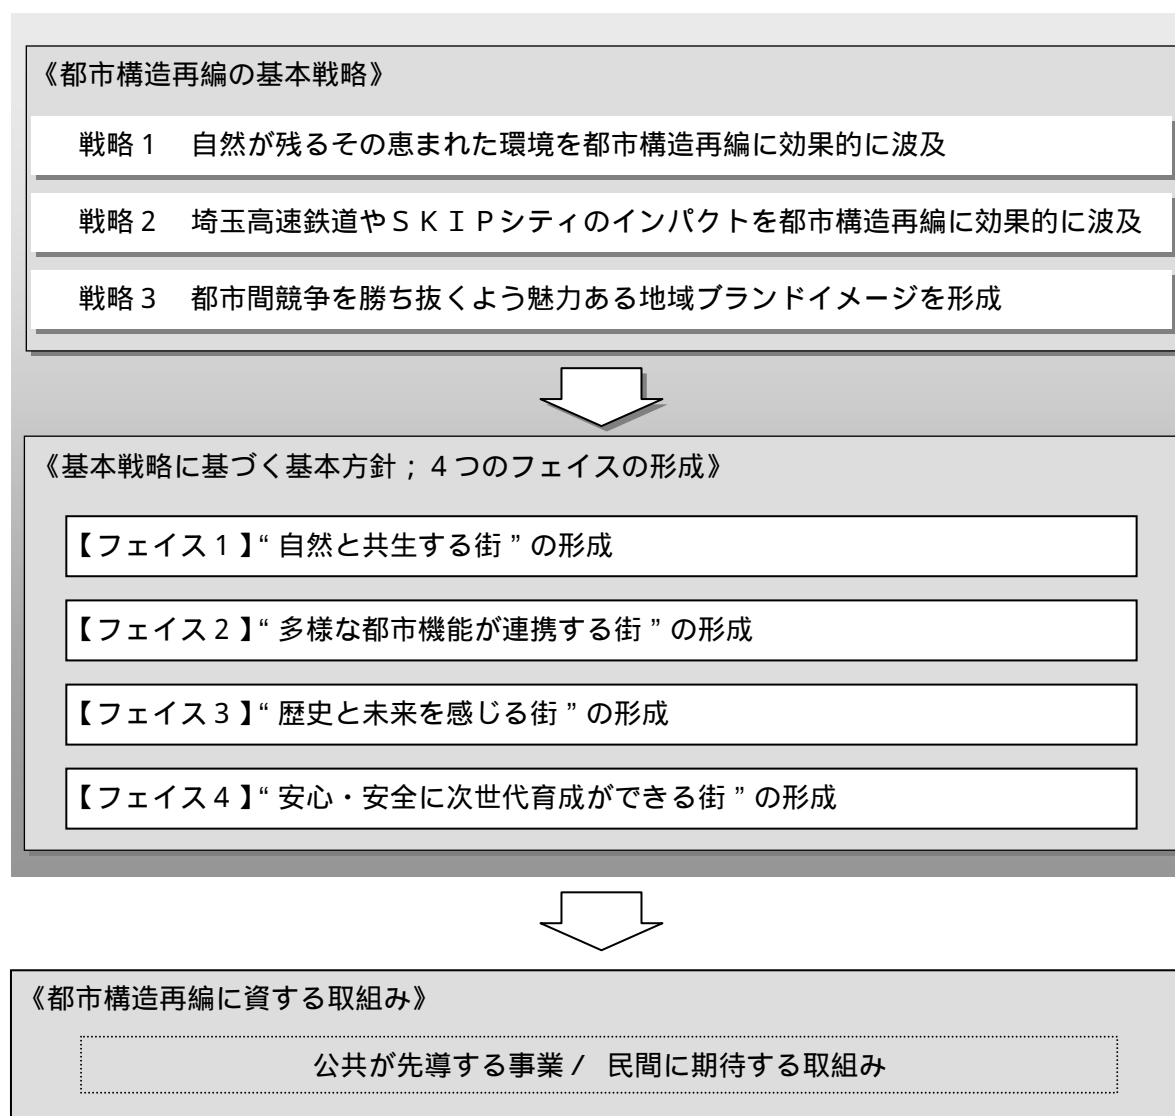 《都市構造再編の基本戦略》
戦略1 自然が残るその恵まれた環境を都市構造再編に効果的に波及
戦略2 埼玉高速鉄道やSKIPシティのインパクトを都市構造再編に効果的に波及
戦略3 都市間競争を勝ち抜くよう魅力ある地域ブランドイメージを形成
《基本戦略に基づく基本方針;4つのフェイスの形成》
【フェイス1】“自然と共生する街”の形成
【フェイス2】“多様な都市機能が連携する街”の形成
【フェイス3】“歴史と未来を感じる街”の形成
【フェイス4】“安心・安全に次世代育成ができる街”の形成
《都市構造再編に資する取組み》
公共が先導する事業/ 民間に期待する取組み